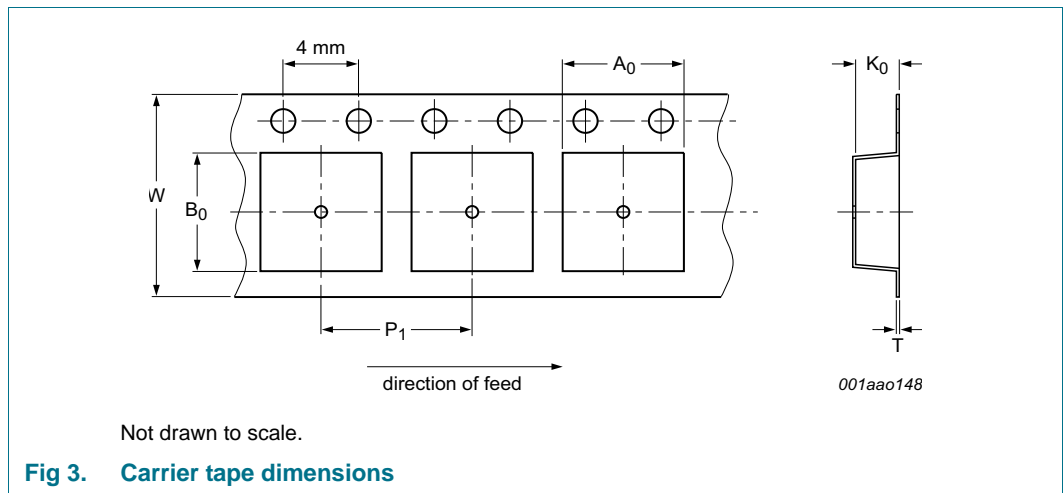 4 mm
A0
K0
W
B0
P1
T
direction of feed
001aao148
Not drawn to scale.
Fig 3. Carrier tape dimensions